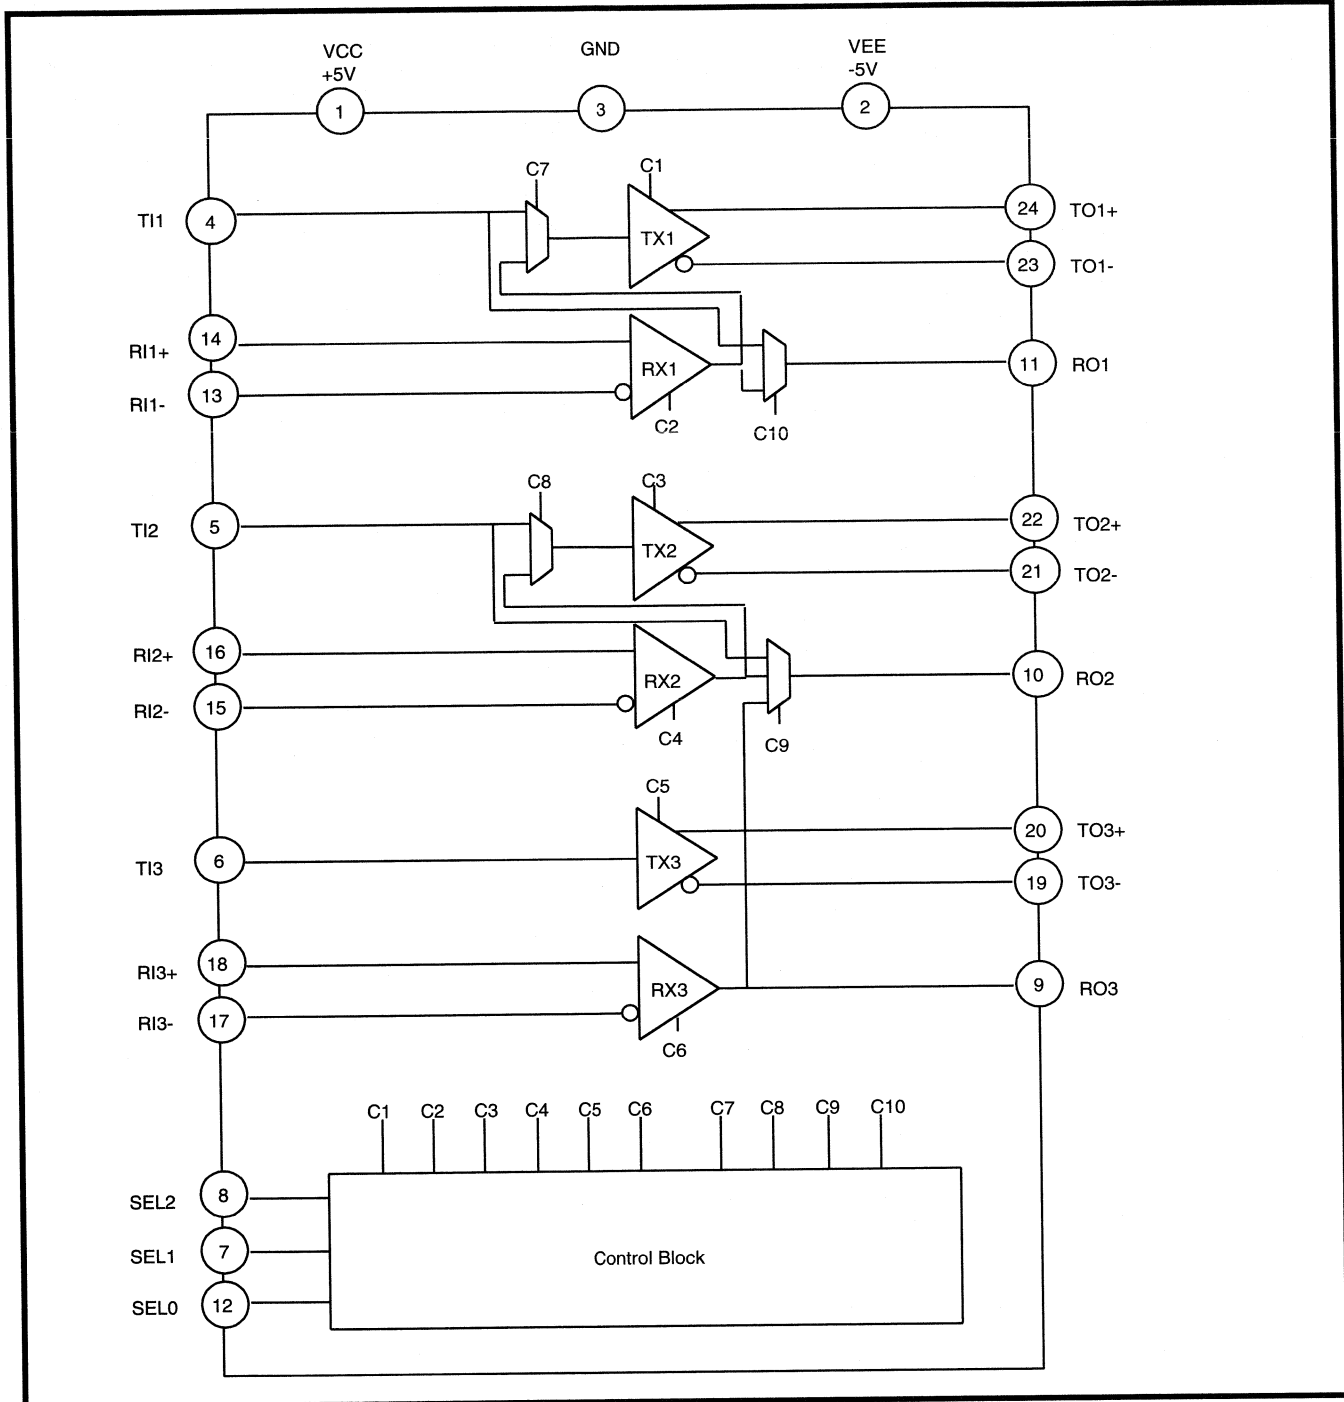 VCC
+5V
GND
VEE
-5V
1
3
2
C7
C1
TI1
4
TX1
24
TO1+
23
TO1-
RI1+
14
RX1
11
RO1
RI1-
13
C2
C10
C8
C3
TI2
5
TX2
22
TO2+
21
TO2-
RI2+
16
RX2
10
RO2
RI2-
15
C4
C9
C5
TI3
6
TX3
20
TO3+
19
TO3-
RI3+
18
RX3
9
RO3
RI3-
17
C6
C1 C2 C3 C4 C5 C6 C7 C8 C9 C10
SEL2
8
SEL1
7
Control Block
SEL0
12